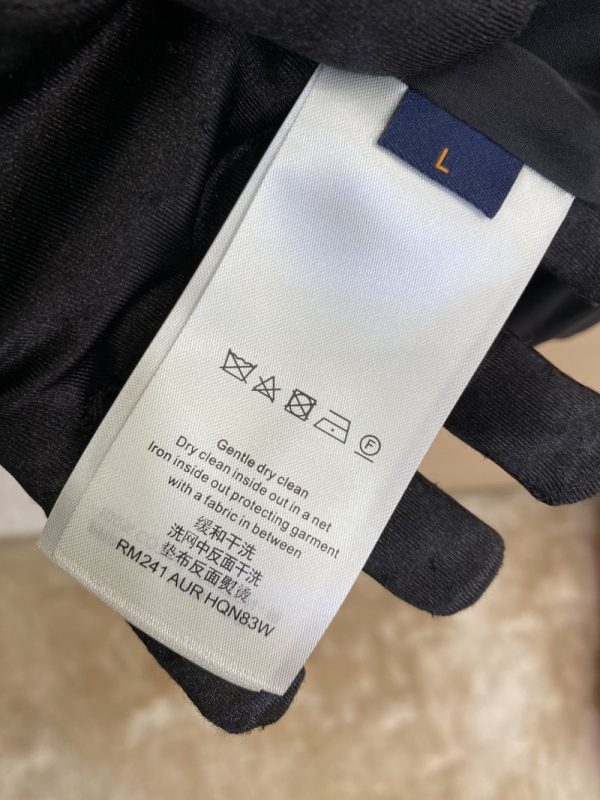 L
F
Gentle dry clean
Dry clean inside out in a net
Iron inside out protecting garment
with a fabric in between
缓和干洗
洗网中反面干洗
垫布反面熨烫
RM241 AUR HQN83W